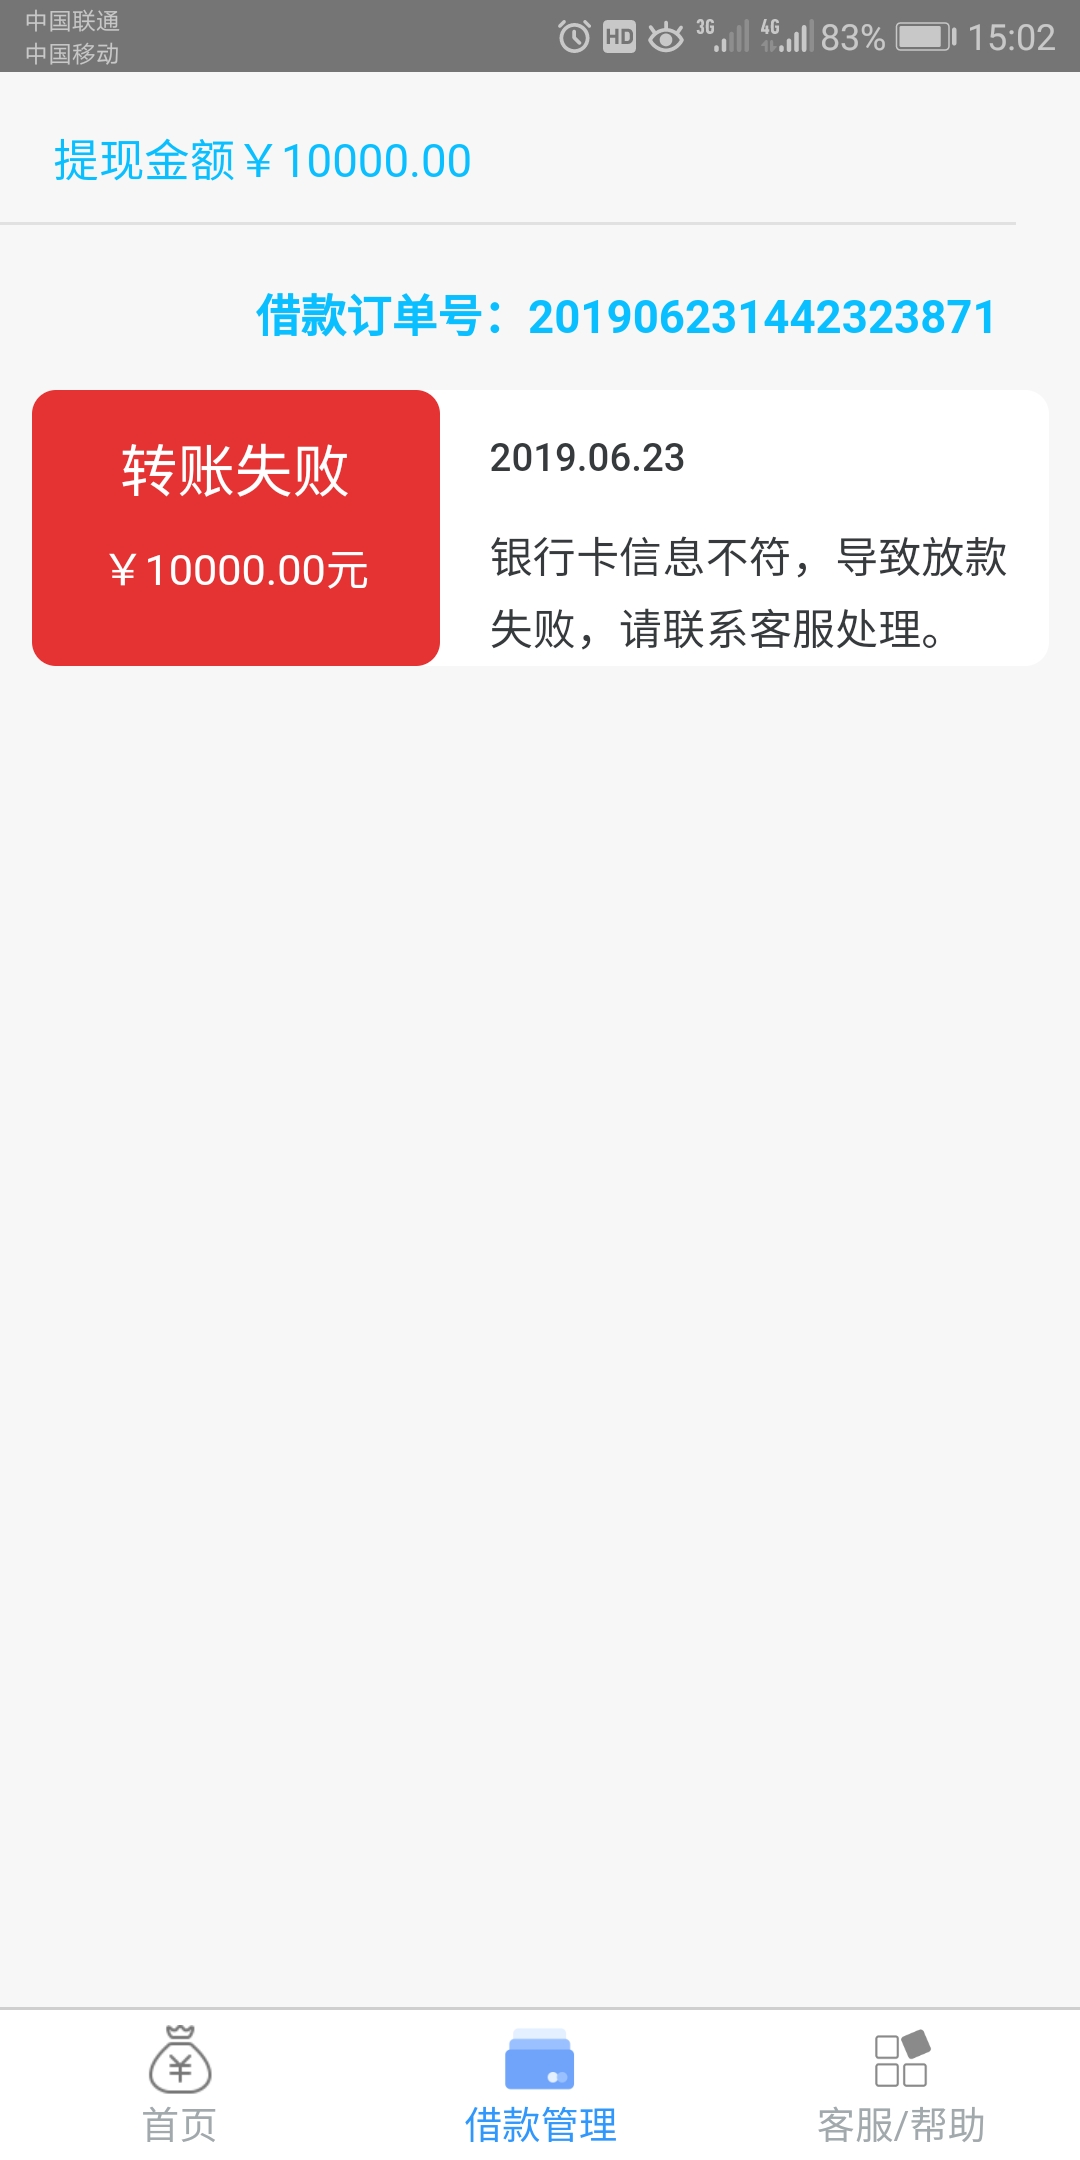 中国联通
中国移动
HD 3G 4G 83% 15:02
提现金额￥10000.00
借款订单号：201906231442323871
转账失败
￥10000.00元
2019.06.23
银行卡信息不符，导致放款
失败，请联系客服处理。
首页
借款管理
客服/帮助